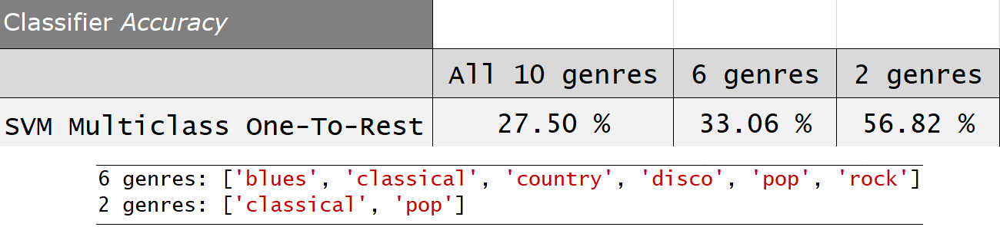 Classifier Accuracy
All 10 genres 6 genres 2 genres
SVM Multiclass One-To-Rest 27.50 % 33.06 % 56.82 %
6 genres: ['blues', 'classical', 'country', 'disco', 'pop', 'rock']
2 genres: ['classical', 'pop']